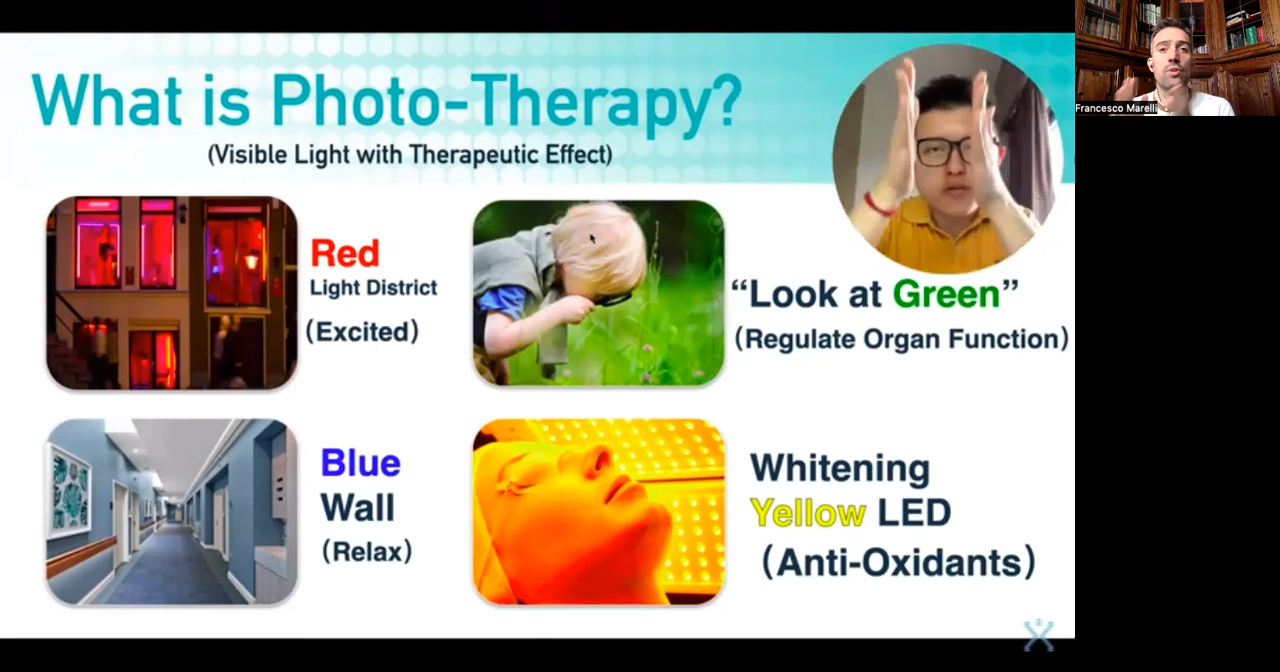 What is Photo-Therapy?
(Visible Light with Therapeutic Effect)
Francesco Marelli
Red
Light District
(Excited)
“Look at Green”
(Regulate Organ Function)
Blue
Wall
(Relax)
Whitening
Yellow LED
(Anti-Oxidants)